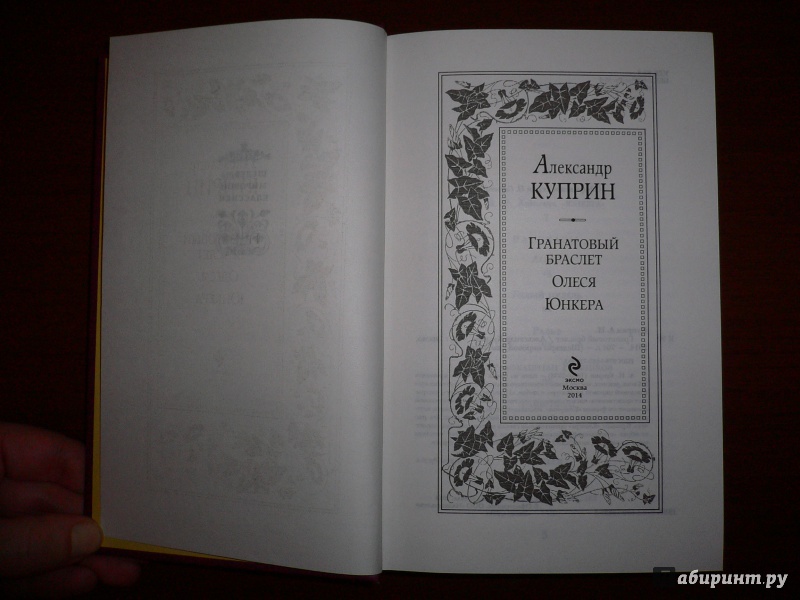 Александр
КУПРИН
ГРАНАТОВЫЙ
БРАСЛЕТ
ОЛЕСЯ
ЮНКЕРА
ЭКСМО
Москва
2014
абиринт.ру